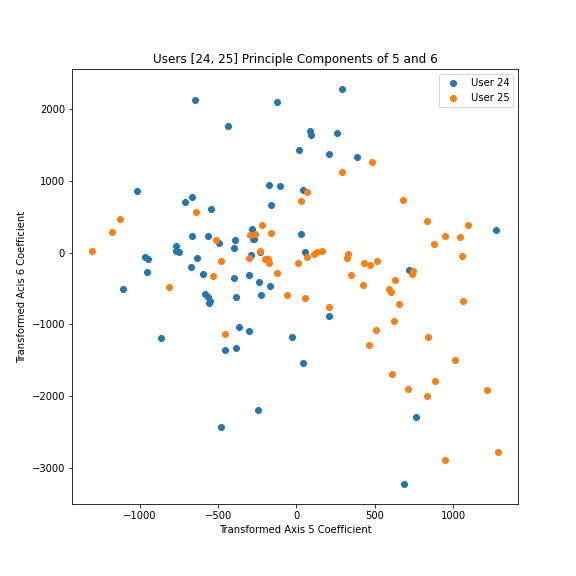 Users [24, 25] Principle Components of 5 and 6
User 24
User 25
Transformed Acis 6 Coefficient
2000
1000
0
−1000
−2000
−3000
−1000
−500
0
500
1000
Transformed Axis 5 Coefficient